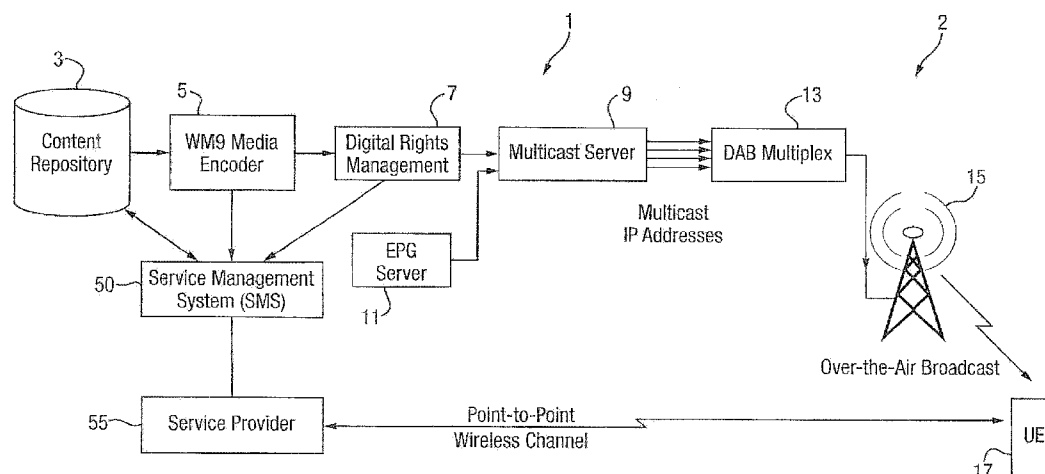 1
2
3
5
7
9
13
Content
Repository
WM9 Media
Encoder
Digital Rights
Management
Multicast Server
DAB Multiplex
15
Multicast
IP Addresses
EPG
Server
11
50
Service Management
System (SMS)
Over-the-Air Broadcast
55
Service Provider
Point-to-Point
Wireless Channel
UE
17